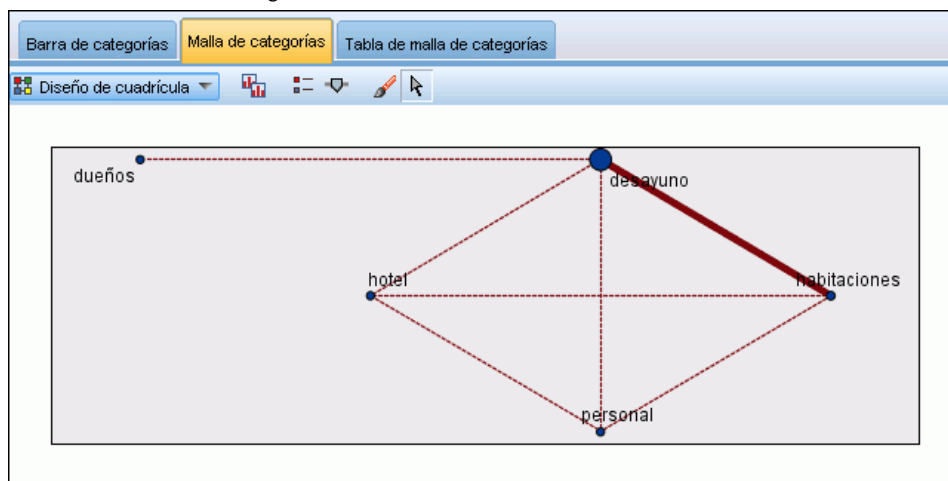 Barra de categorías Malla de categorías Tabla de malla de categorías
Diseño de cuadrícula
dueños
desayuno
hotel
habitaciones
personal